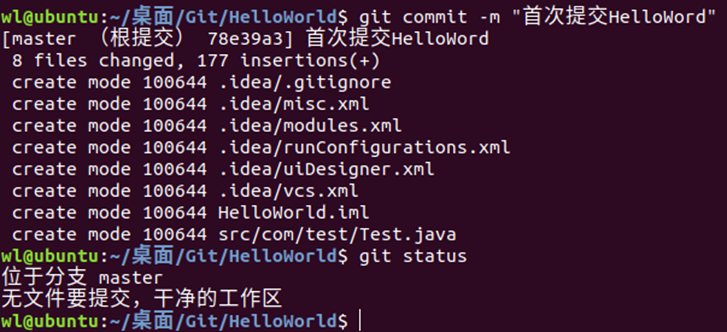 wl@ubuntu:~/桌面/Git/HelloWorld$ git commit -m "首次提交HelloWorld"
[master （根提交） 78e39a3] 首次提交HelloWord
 8 files changed, 177 insertions(+)
 create mode 100644 .idea/.gitignore
 create mode 100644 .idea/misc.xml
 create mode 100644 .idea/modules.xml
 create mode 100644 .idea/runConfigurations.xml
 create mode 100644 .idea/uiDesigner.xml
 create mode 100644 .idea/vcs.xml
 create mode 100644 HelloWorld.iml
 create mode 100644 src/com/test/Test.java
wl@ubuntu:~/桌面/Git/HelloWorld$ git status
位于分支 master
无文件要提交，干净的工作区
wl@ubuntu:~/桌面/Git/HelloWorld$